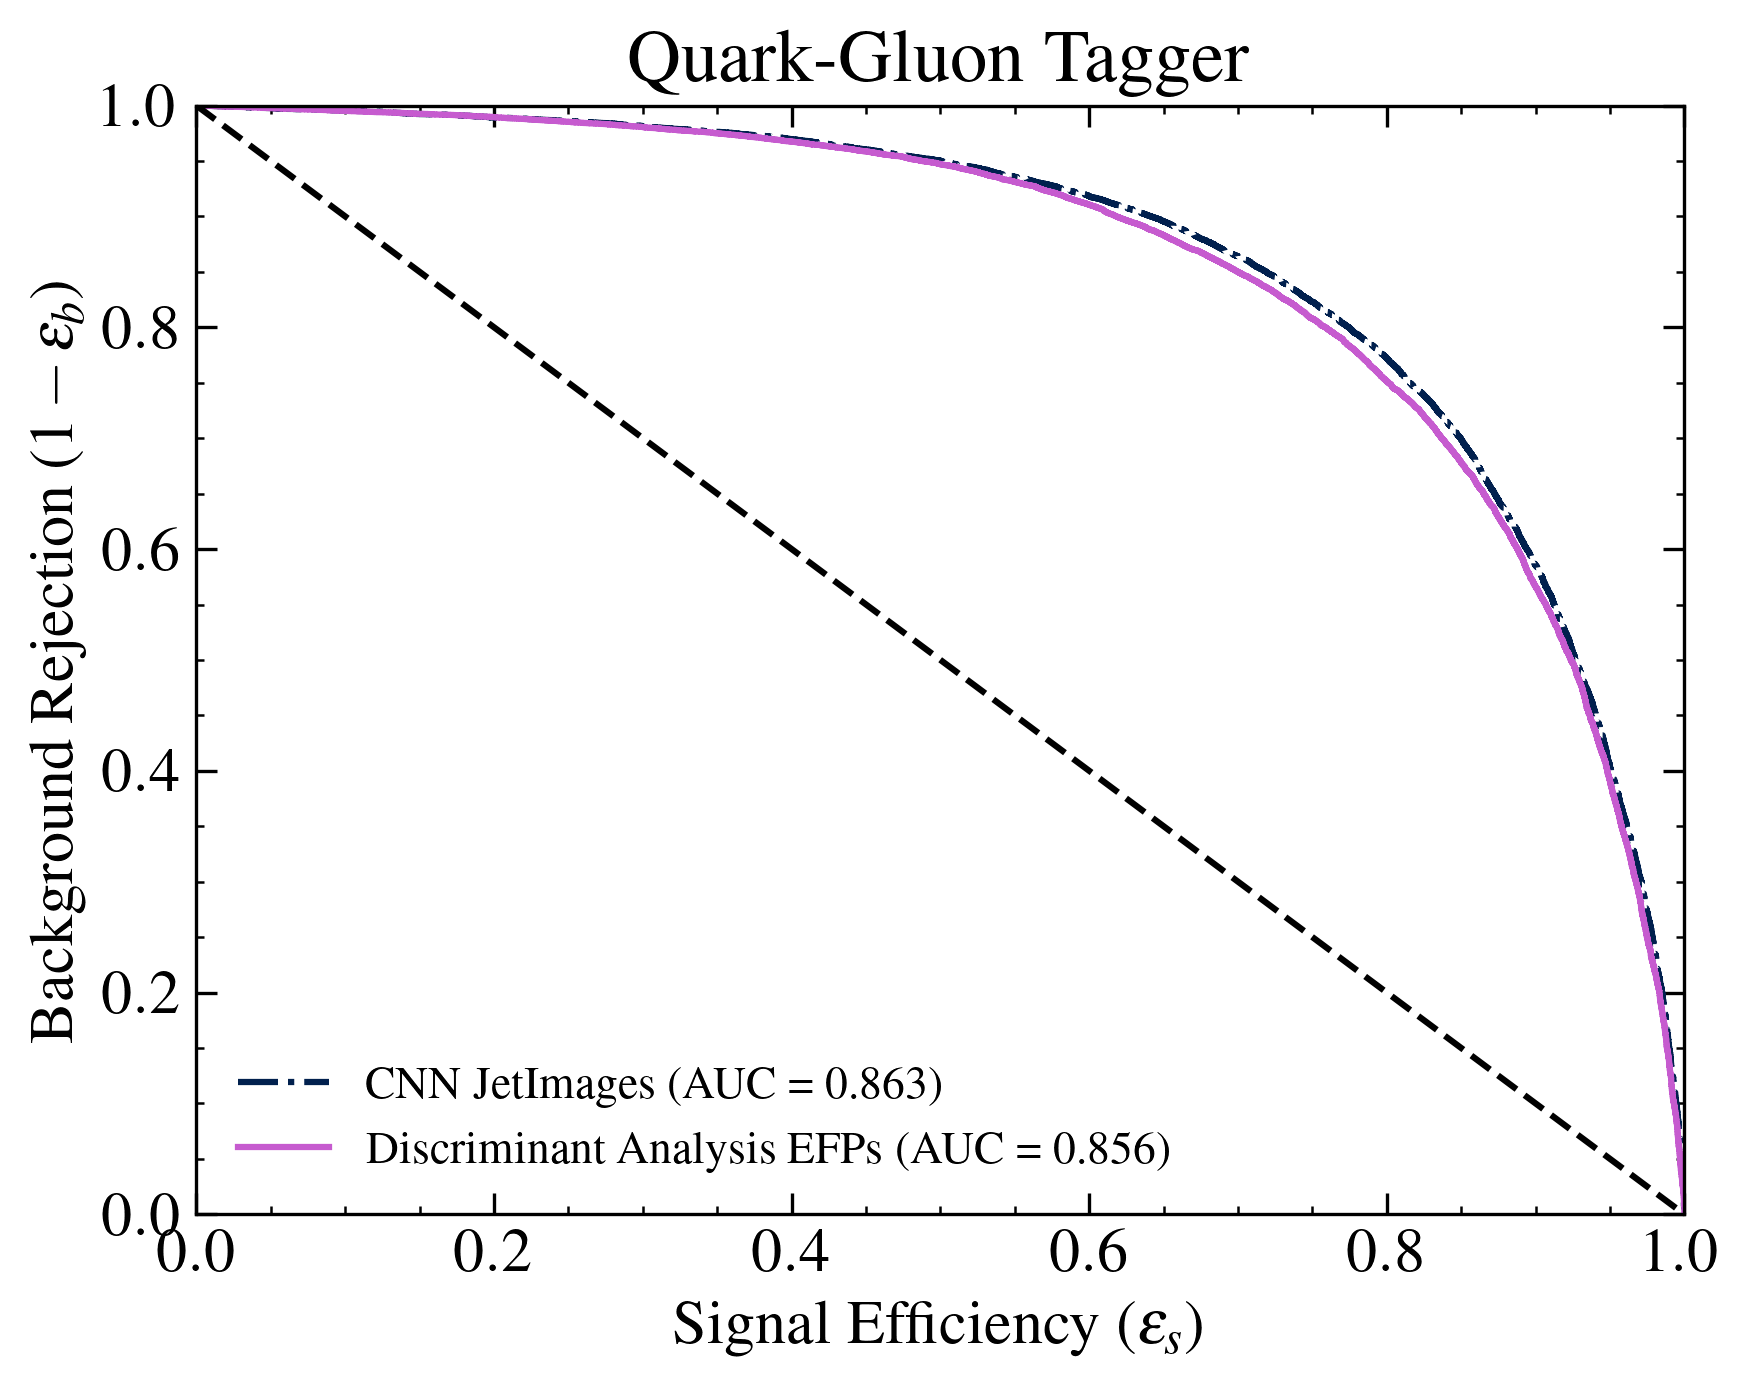 Quark-Gluon Tagger
Background Rejection (1 − εb)
1.0
0.8
0.6
0.4
0.2
0.0
CNN JetImages (AUC = 0.863)
Discriminant Analysis EFPs (AUC = 0.856)
0.0 0.2 0.4 0.6 0.8 1.0
Signal Efficiency (εs)